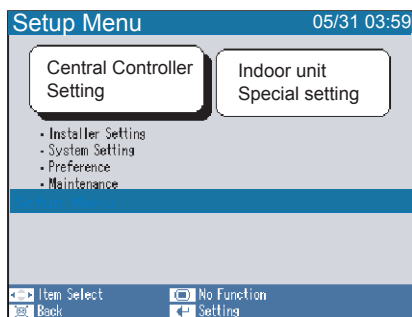 Setup Menu 05/31 03:59
Central Controller Setting
Indoor unit Special setting
- Installer Setting
- System Setting
- Preference
- Maintenance
Item Select No Function
Back Setting